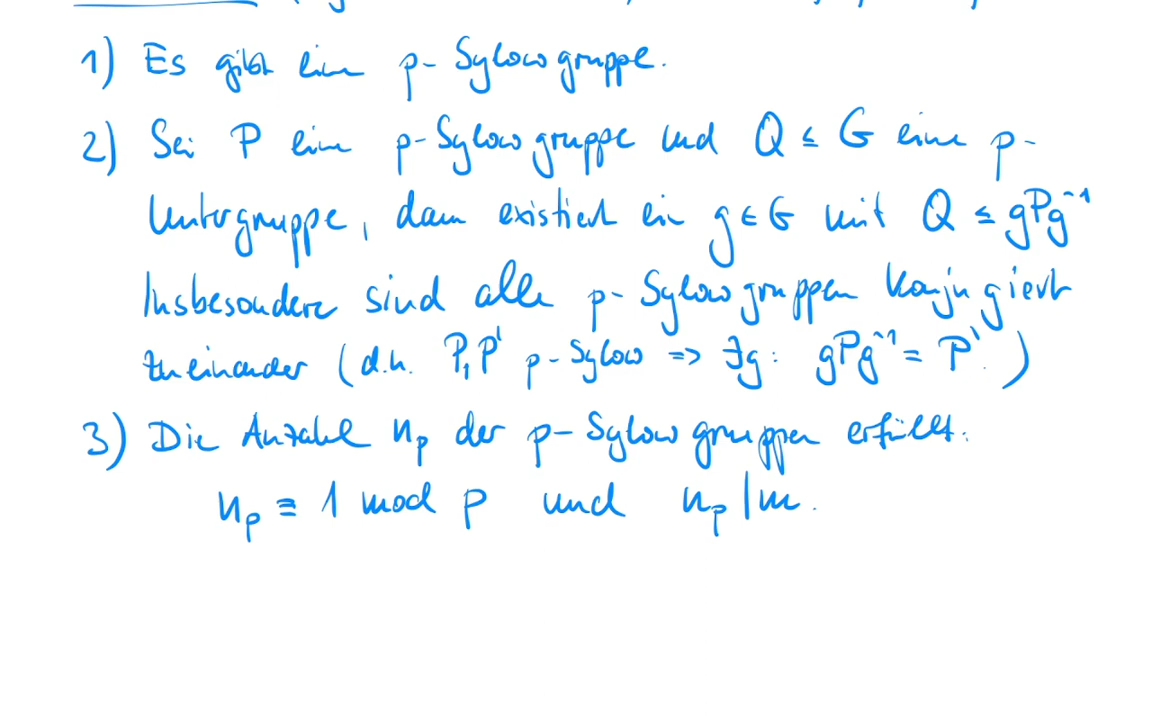 1) Es gibt eine p-Sylowgruppe.
2) Sei P eine p-Sylowgruppe und Q ≤ G eine p-
Untergruppe, dann existiert ein g ∈ G mit Q ≤ gPg⁻¹
Insbesondere sind alle p-Sylowgruppen konjugiert
zueinander (d.h. P, P' p-Sylow => ∃g: gPg⁻¹ = P'.)
3) Die Anzahl nₚ der p-Sylowgruppen erfüllt:
nₚ ≡ 1 mod p und nₚ | m.